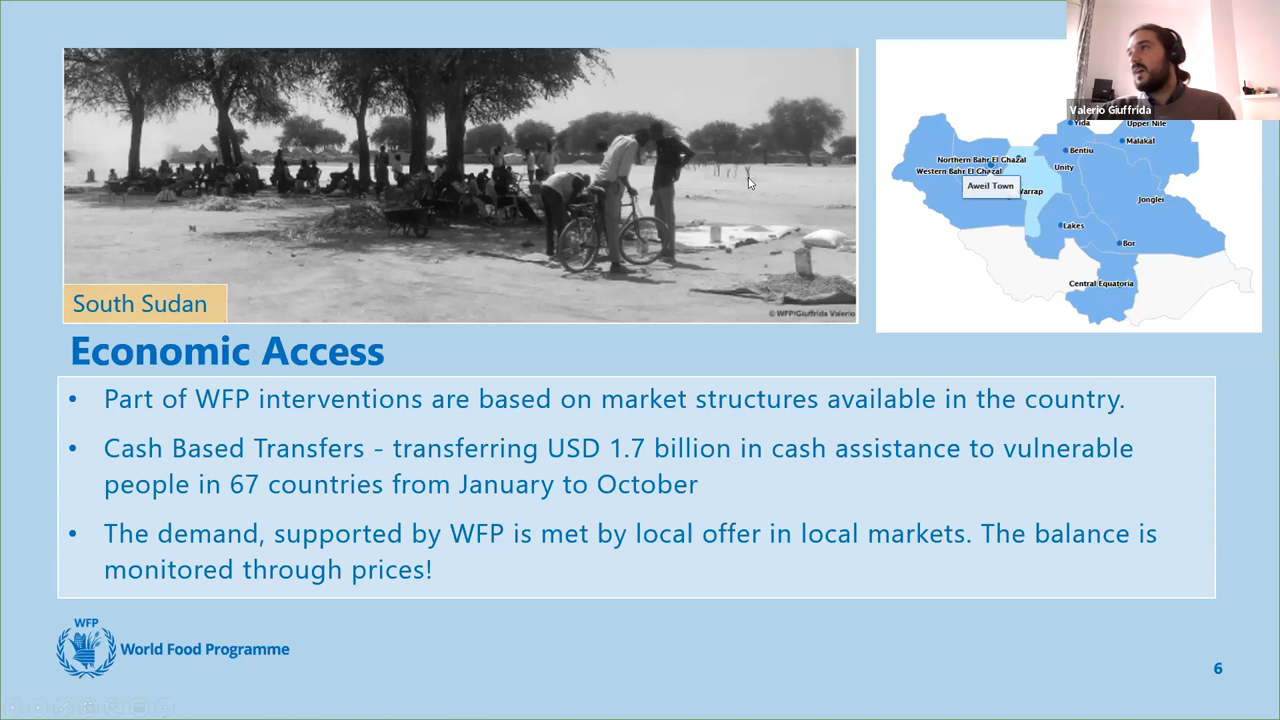 Valerio Giuffrida
Yida
Upper Nile
Malakal
Bentiu
Northern Bahr El Ghazal
Unity
Western Bahr El Ghazal
Aweil Town
Warrap
Jonglei
Lakes
Bor
Central Equatoria
South Sudan
© WFP/Giuffrida Valerio
Economic Access
• Part of WFP interventions are based on market structures available in the country.
• Cash Based Transfers - transferring USD 1.7 billion in cash assistance to vulnerable
people in 67 countries from January to October
• The demand, supported by WFP is met by local offer in local markets. The balance is
monitored through prices!
WFP
World Food Programme
6